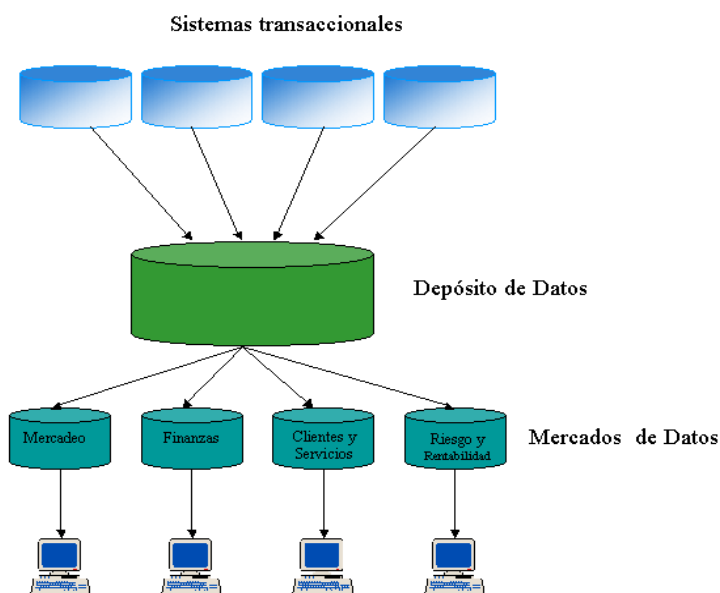 Sistemas transaccionales
Depósito de Datos
Mercadeo
Finanzas
Clientes y
Servicios
Riesgo y
Rentabilidad
Mercados de Datos